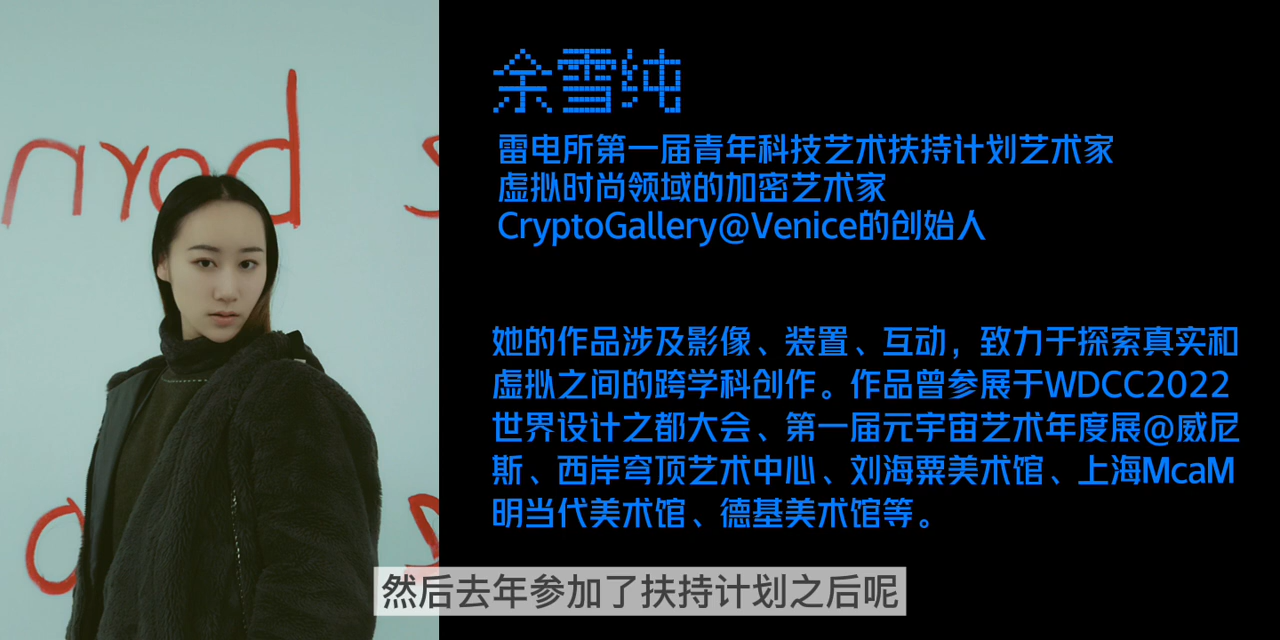 余雪纯
雷电所第一届青年科技艺术扶持计划艺术家
虚拟时尚领域的加密艺术家
CryptoGallery@Venice的创始人
她的作品涉及影像、装置、互动，致力于探索真实和
虚拟之间的跨学科创作。作品曾参展于WDCC2022
世界设计之都大会、第一届元宇宙艺术年度展@威尼
斯、西岸穹顶艺术中心、刘海粟美术馆、上海McaM
明当代美术馆、德基美术馆等。
然后去年参加了扶持计划之后呢